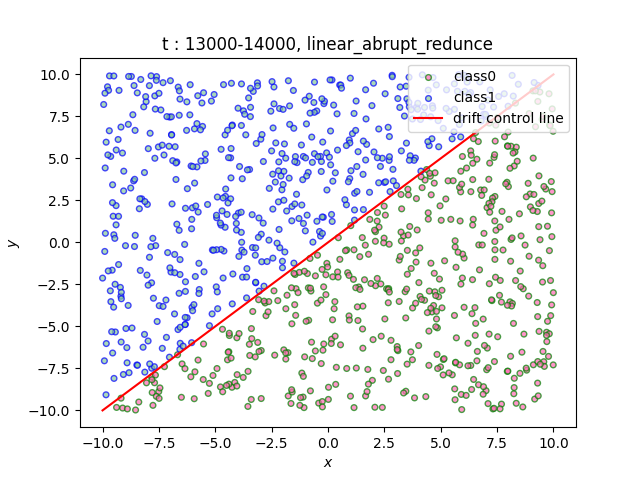 t : 13000-14000, linear_abrupt_redunce
class0
class1
drift control line
10.0
7.5
5.0
2.5
0.0
−2.5
−5.0
−7.5
−10.0
y
−10.0 −7.5 −5.0 −2.5 0.0 2.5 5.0 7.5 10.0
x